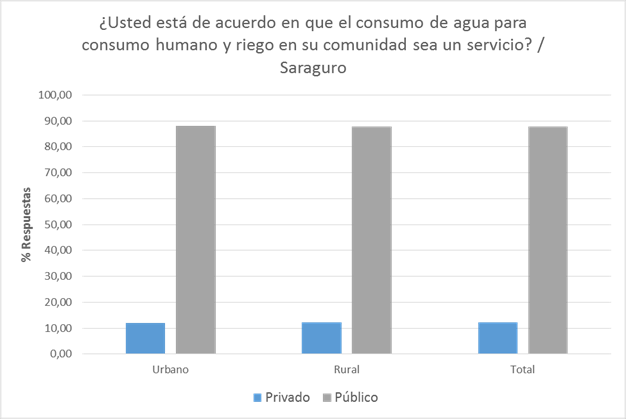 ¿Usted está de acuerdo en que el consumo de agua para
consumo humano y riego en su comunidad sea un servicio? /
Saraguro
100,00
90,00
80,00
70,00
60,00
50,00
40,00
30,00
20,00
10,00
0,00
% Respuestas
Urbano Rural Total
Privado Público